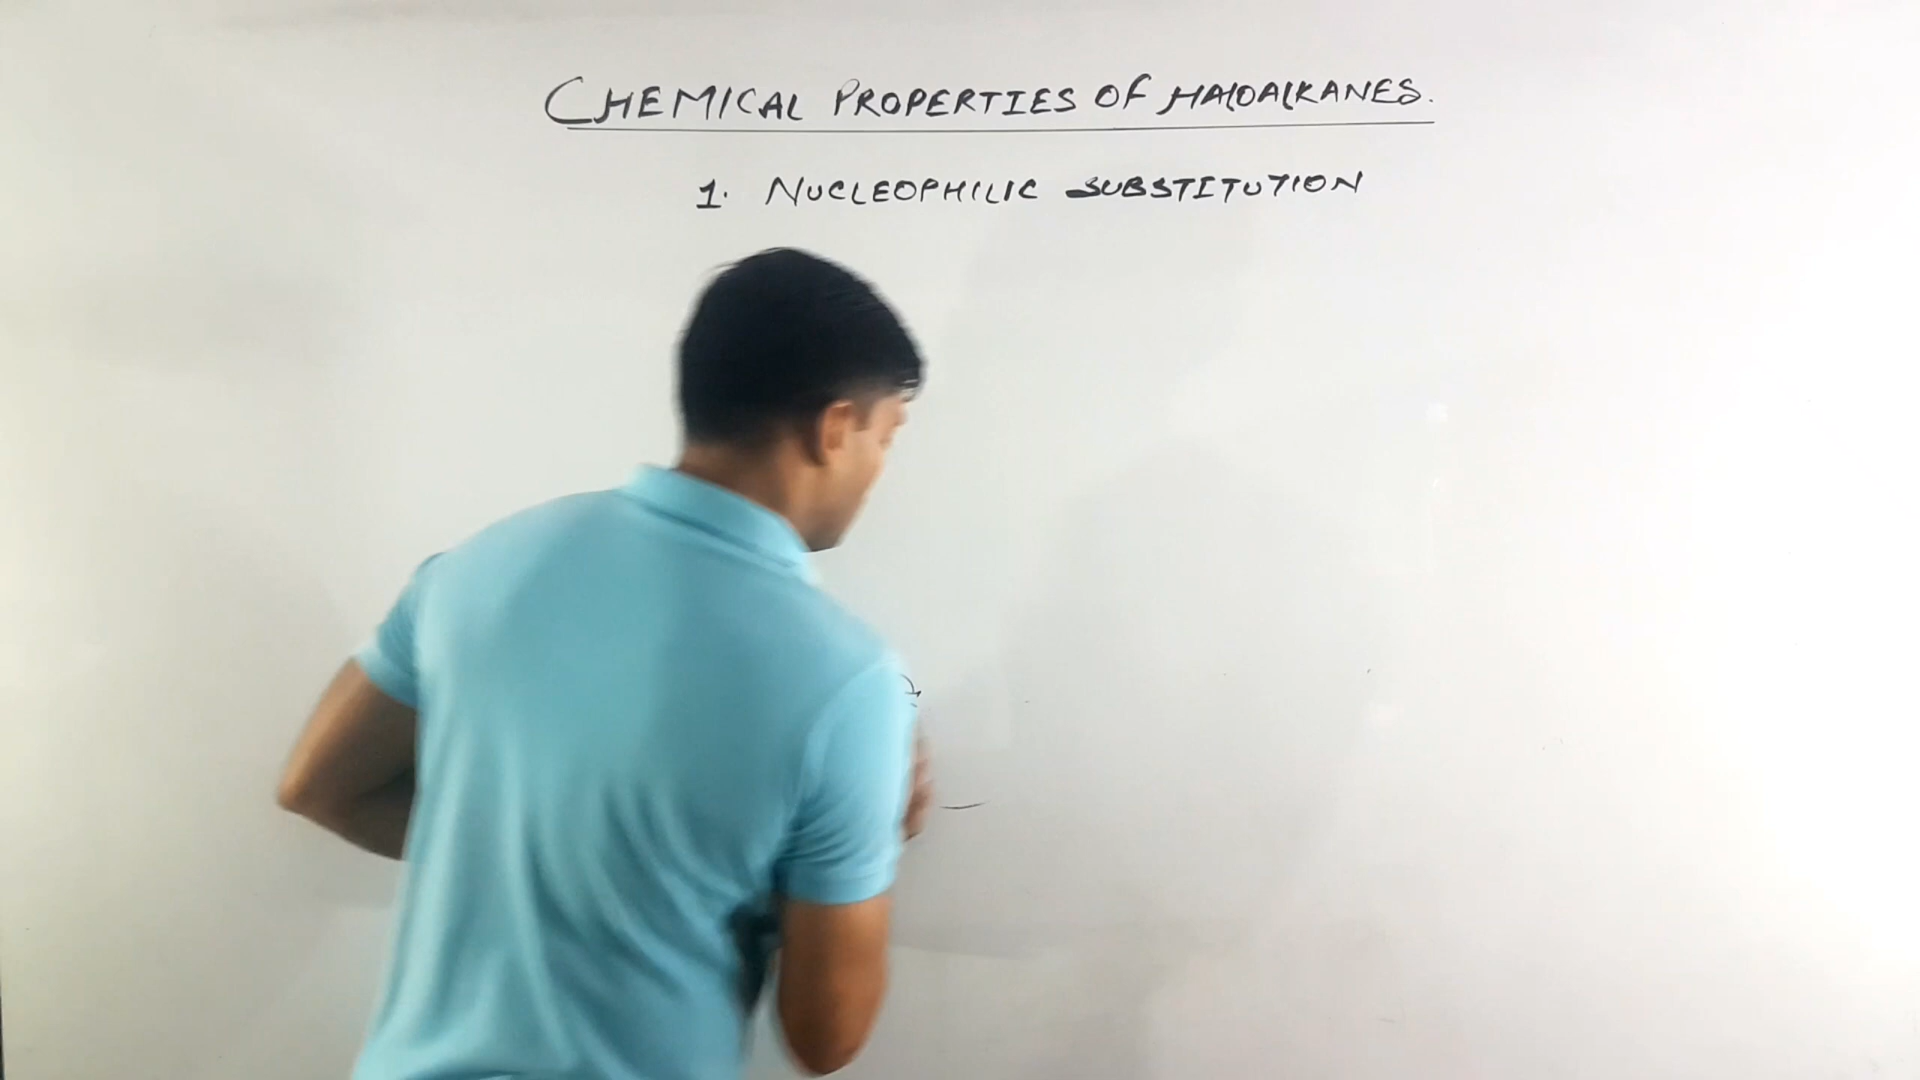 CHEMICAL PROPERTIES OF HALOALKANES.
1. NUCLEOPHILIC SUBSTITUTION